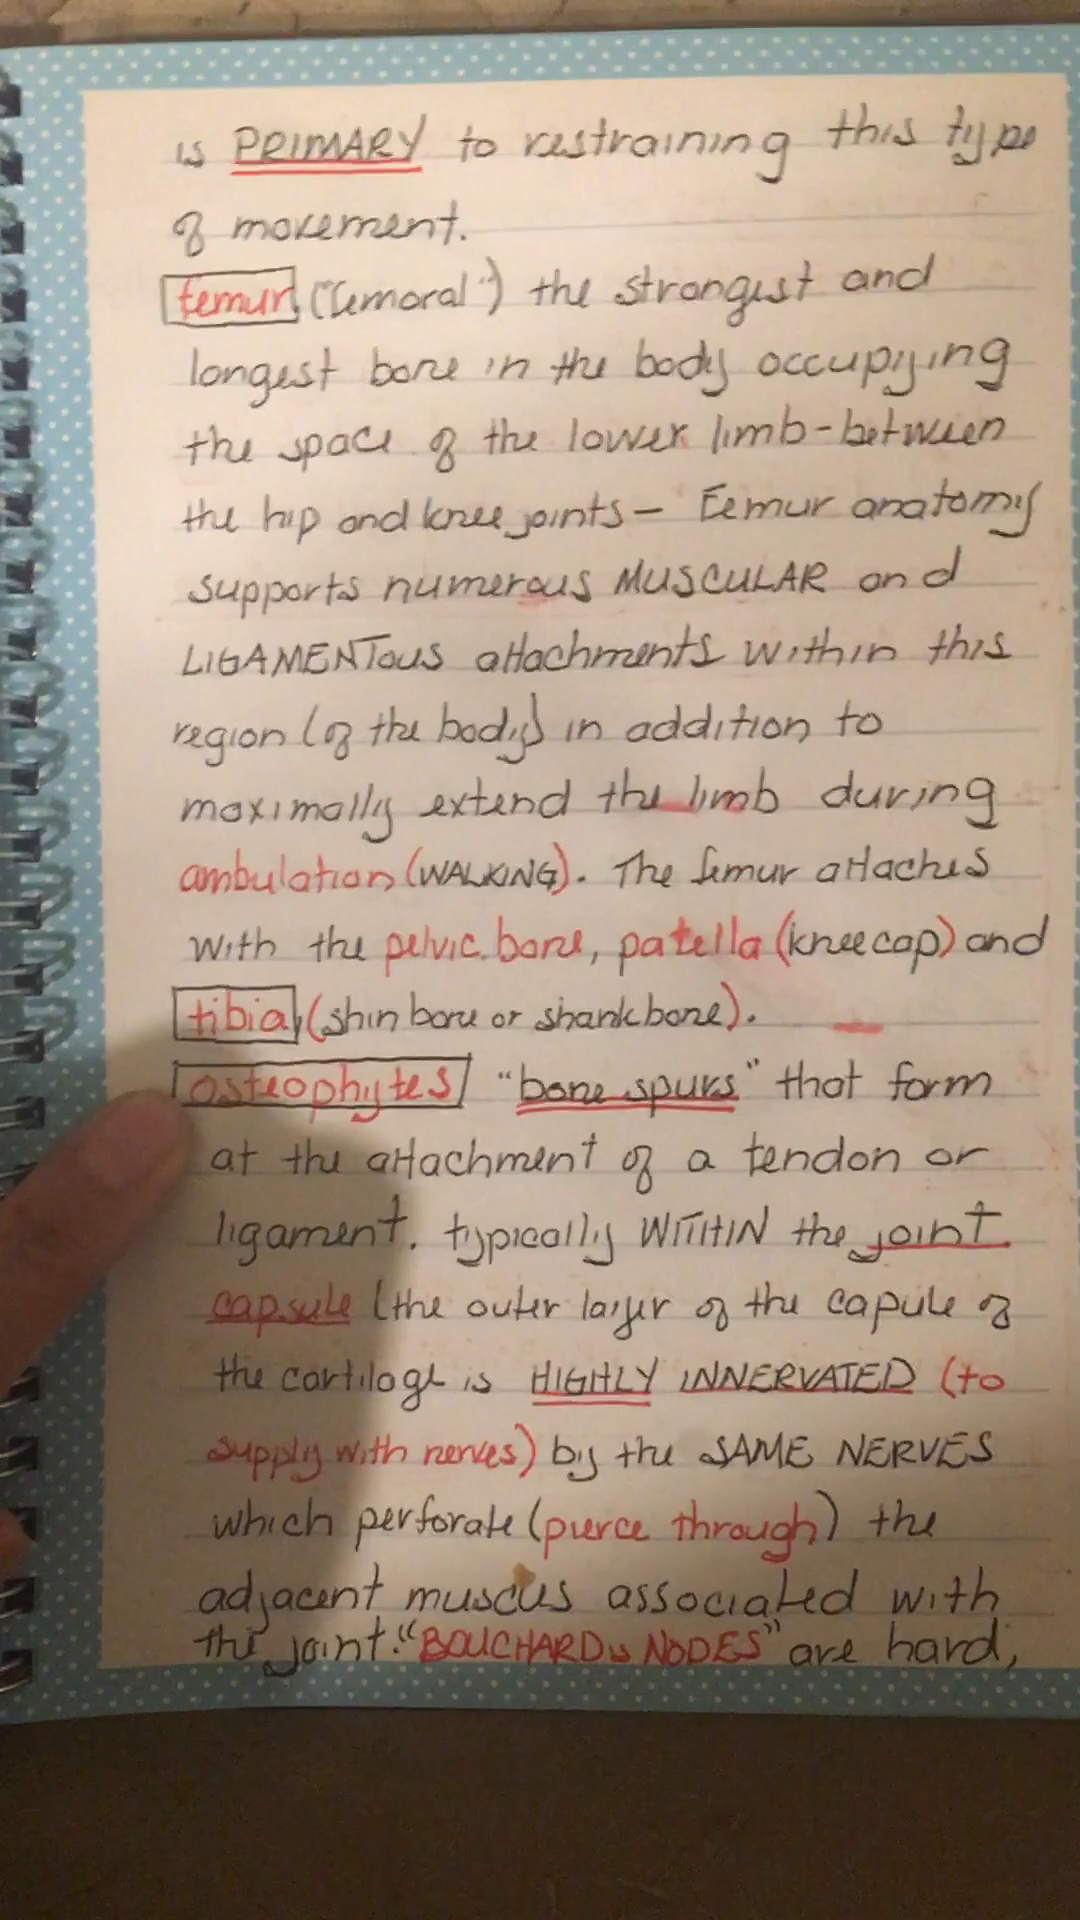 is PRIMARY to restraining this type
of movement.
femur ("femoral") the strongest and
longest bone in the body occupying
the space of the lower limb-between
the hip and knee joints- Femur anatomy
supports numerous MUSCULAR and
LIGAMENTOUS attachments within this
region (of the body) in addition to
maximally extend the limb during
ambulation (WALKING). The femur attaches
with the pelvic bone, patella (kneecap) and
tibia (shin bone or shankbone).
osteophytes "bone spurs" that form
at the attachment of a tendon or
ligament. typically WITHIN the joint
capsule (the outer layer of the capule of
the cartilage is HIGHLY INNERVATED (to
supply with nerves) by the SAME NERVES
which perforate (pierce through) the
adjacent muscles associated with
the joint. "BOUCHARDS NODES" are hard,